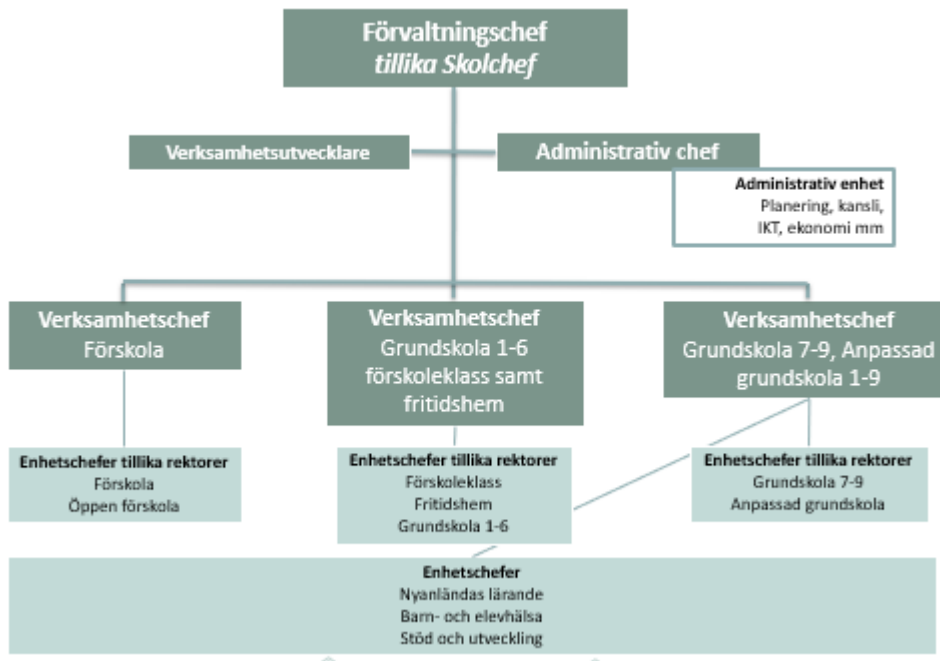 Förvaltningschef
tillika Skolchef
Verksamhetsutvecklare
Administrativ chef
Administrativ enhet
Planering, kansli,
IKT, ekonomi mm
Verksamhetschef
Förskola
Verksamhetschef
Grundskola 1-6
förskoleklass samt
fritidshem
Verksamhetschef
Grundskola 7-9, Anpassad
grundskola 1-9
Enhetschefer tillika rektorer
Förskola
Öppen förskola
Enhetschefer tillika rektorer
Förskoleklass
Fritidshem
Grundskola 1-6
Enhetschefer tillika rektorer
Grundskola 7-9
Anpassad grundskola
Enhetschefer
Nyanländas lärande
Barn- och elevhälsa
Stöd och utveckling